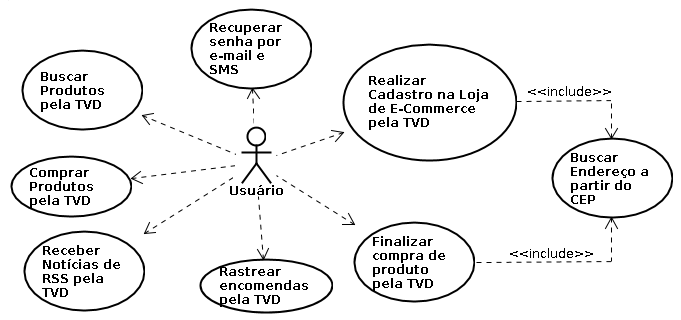 Recuperar
senha por
e-mail e
SMS
Buscar
Produtos
pela TVD
Realizar
Cadastro na Loja
de E-Commerce
pela TVD
<<include>>
Buscar
Endereço a
partir do
CEP
Comprar
Produtos
pela TVD
Usuário
Receber
Notícias de
RSS pela
TVD
Rastrear
encomendas
pela TVD
Finalizar
compra de
produto
pela TVD
<<include>>